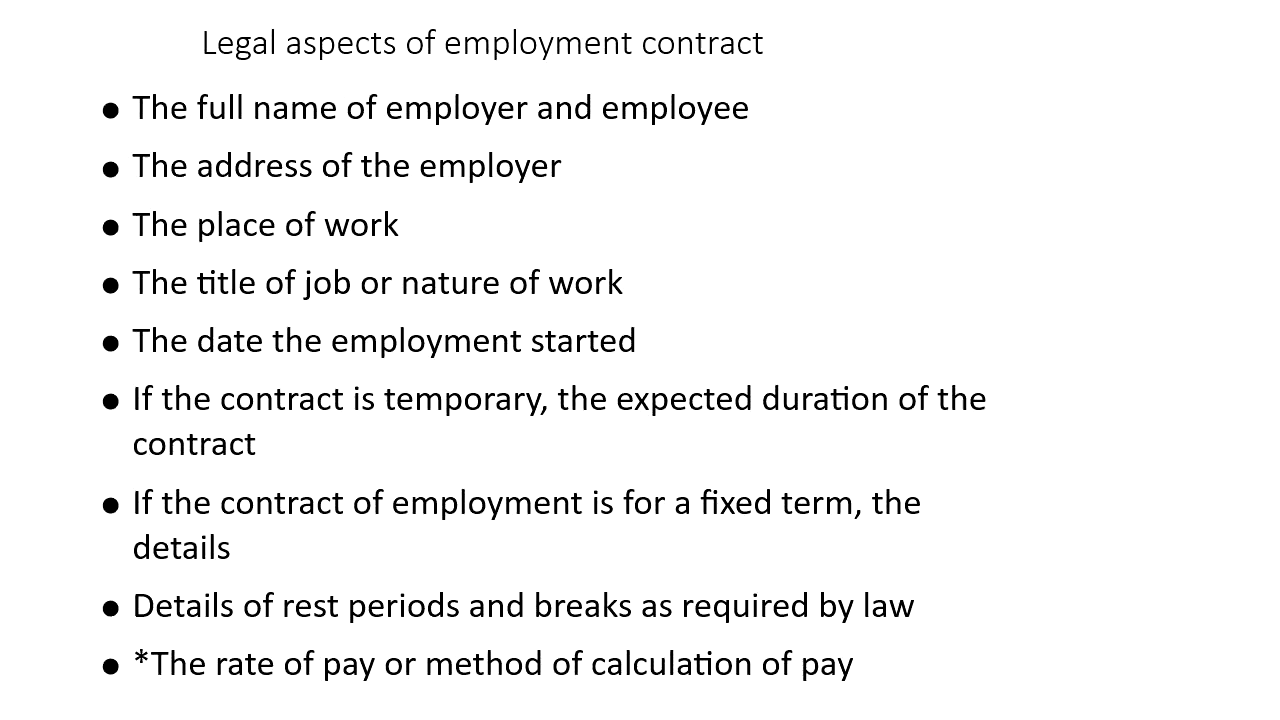 Legal aspects of employment contract
● The full name of employer and employee
● The address of the employer
● The place of work
● The title of job or nature of work
● The date the employment started
● If the contract is temporary, the expected duration of the
contract
● If the contract of employment is for a fixed term, the
details
● Details of rest periods and breaks as required by law
● *The rate of pay or method of calculation of pay